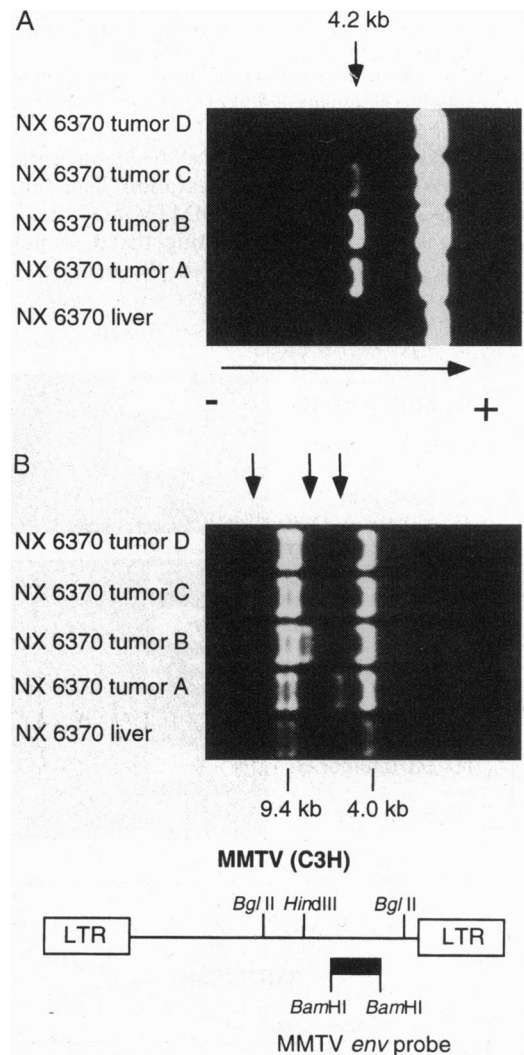 A
4.2 kb
NX 6370 tumor D
NX 6370 tumor C
NX 6370 tumor B
NX 6370 tumor A
NX 6370 liver
- +
B
NX 6370 tumor D
NX 6370 tumor C
NX 6370 tumor B
NX 6370 tumor A
NX 6370 liver
9.4 kb 4.0 kb
MMTV (C3H)
Bgl II HindIII Bgl II
LTR LTR
BamHI BamHI
MMTV env probe